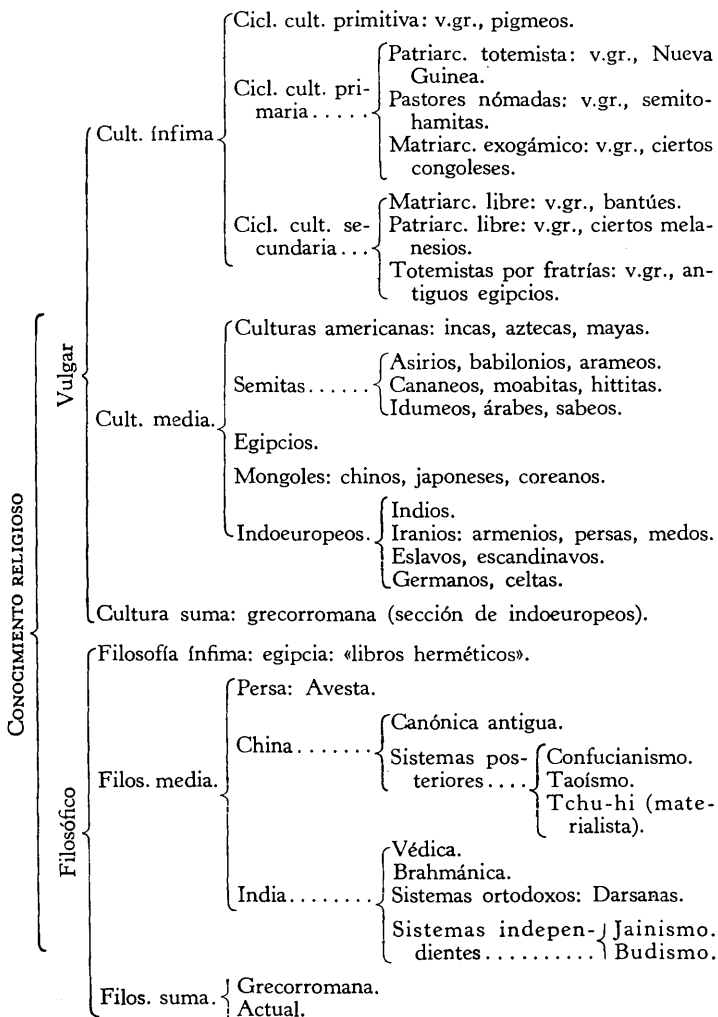 Cicl. cult. primitiva: v.gr., pigmeos.
Patriarc. totemista: v.gr., Nueva
Guinea.
Cicl. cult. pri-
maria.....
Pastores nómadas: v.gr., semito-
hamitas.
Cult. ínfima
Matriarc. exogámico: v.gr., ciertos
congoleses.
Matriarc. libre: v.gr., bantúes.
Cicl. cult. se-
cundaria...
Patriarc. libre: v.gr., ciertos mela-
nesios.
Totemistas por fratrías: v.gr., an-
tiguos egipcios.
Vulgar
Culturas americanas: incas, aztecas, mayas.
Semitas......
Asirios, babilonios, arameos.
Cananeos, moabitas, hittitas.
Idumeos, árabes, sabeos.
Cult. media.
Egipcios.
Mongoles: chinos, japoneses, coreanos.
Indoeuropeos.
Indios.
Iranios: armenios, persas, medos.
Eslavos, escandinavos.
Germanos, celtas.
Cultura suma: grecorromana (sección de indoeuropeos).
CONOCIMIENTO RELIGIOSO
Filosofía ínfima: egipcia: «libros herméticos».
Persa: Avesta.
China.......
Canónica antigua.
Sistemas pos-
teriores....
Confucianismo.
Taoísmo.
Tchu-hi (mate-
rialista).
Filos. media.
Filosófico
Védica.
Brahmánica.
India........
Sistemas ortodoxos: Darsanas.
Sistemas indepen-
dientes..........
Jainismo.
Budismo.
Filos. suma.
Grecorromana.
Actual.